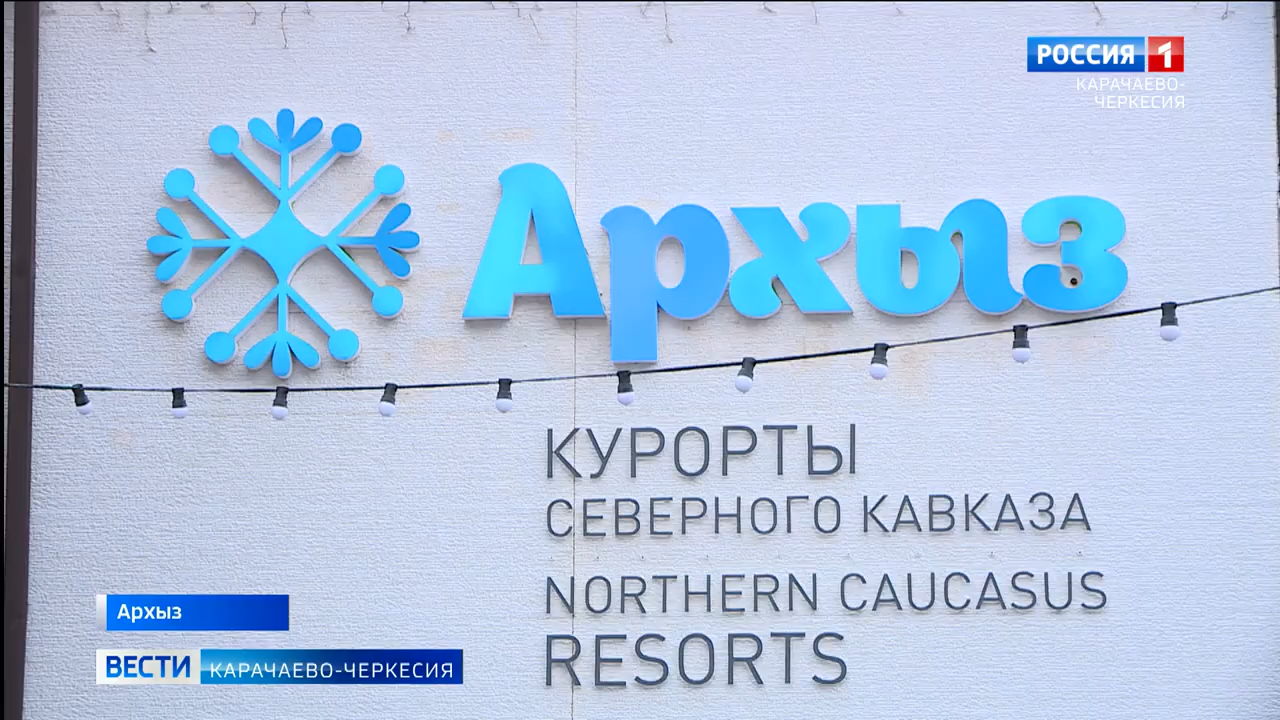 РОССИЯ 1
КАРАЧАЕВО-
ЧЕРКЕСИЯ
Архыз
КУРОРТЫ
СЕВЕРНОГО КАВКАЗА
NORTHERN CAUCASUS
RESORTS
Архыз
ВЕСТИ КАРАЧАЕВО-ЧЕРКЕСИЯ